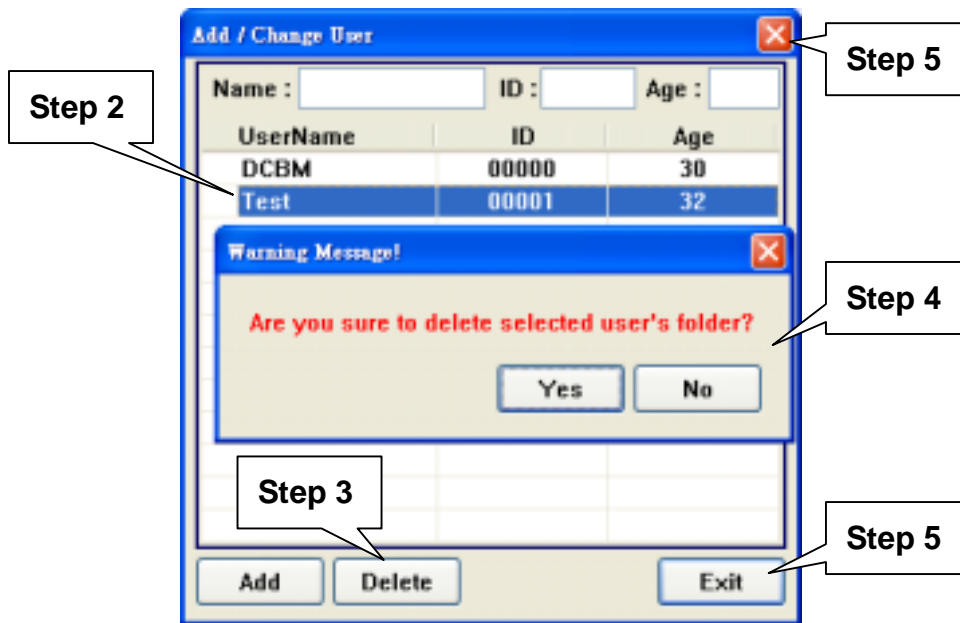 Add / Change User
Step 5
Name : ID : Age :
Step 2
UserName ID Age
DCBM 00000 30
Test 00001 32
Warning Message!
Step 4
Are you sure to delete selected user's folder?
Yes No
Step 3
Step 5
Add Delete Exit